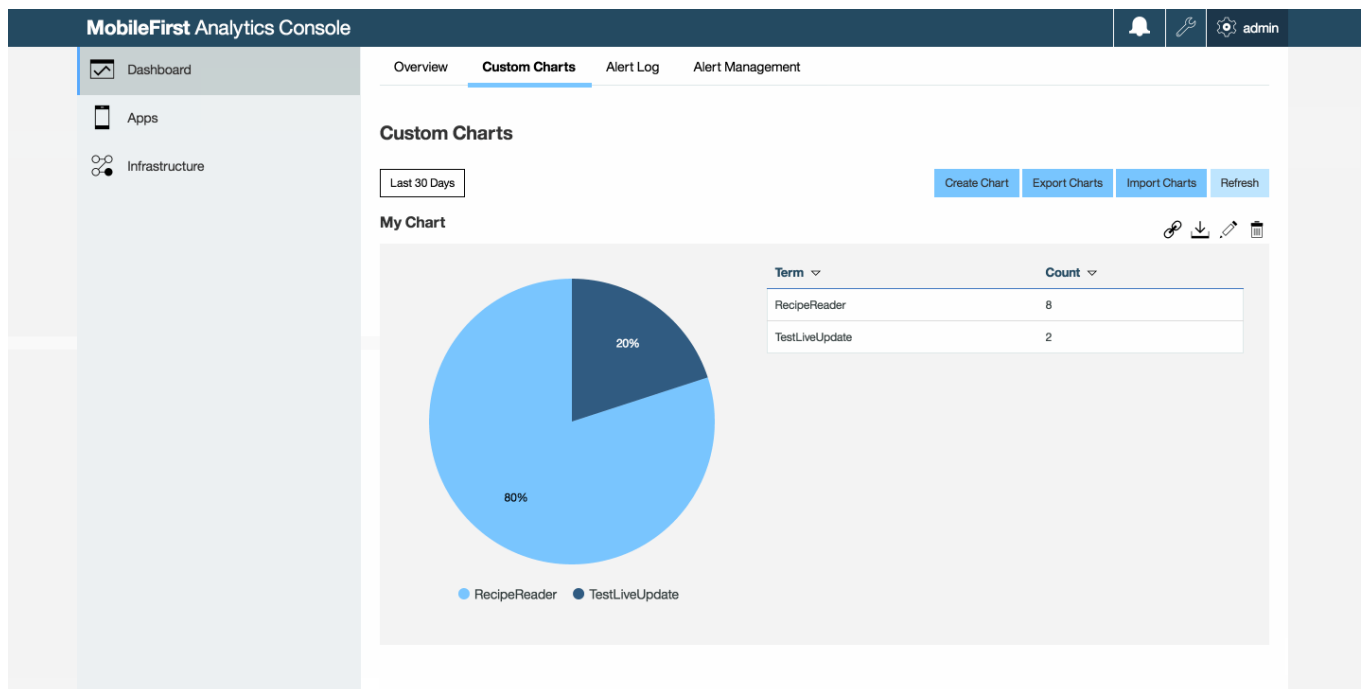 MobileFirst Analytics Console
admin
Dashboard
Apps
Infrastructure
Overview Custom Charts Alert Log Alert Management
Custom Charts
Last 30 Days
Create Chart Export Charts Import Charts Refresh
My Chart
Term Count
RecipeReader 8
TestLiveUpdate 2
20%
80%
RecipeReader TestLiveUpdate